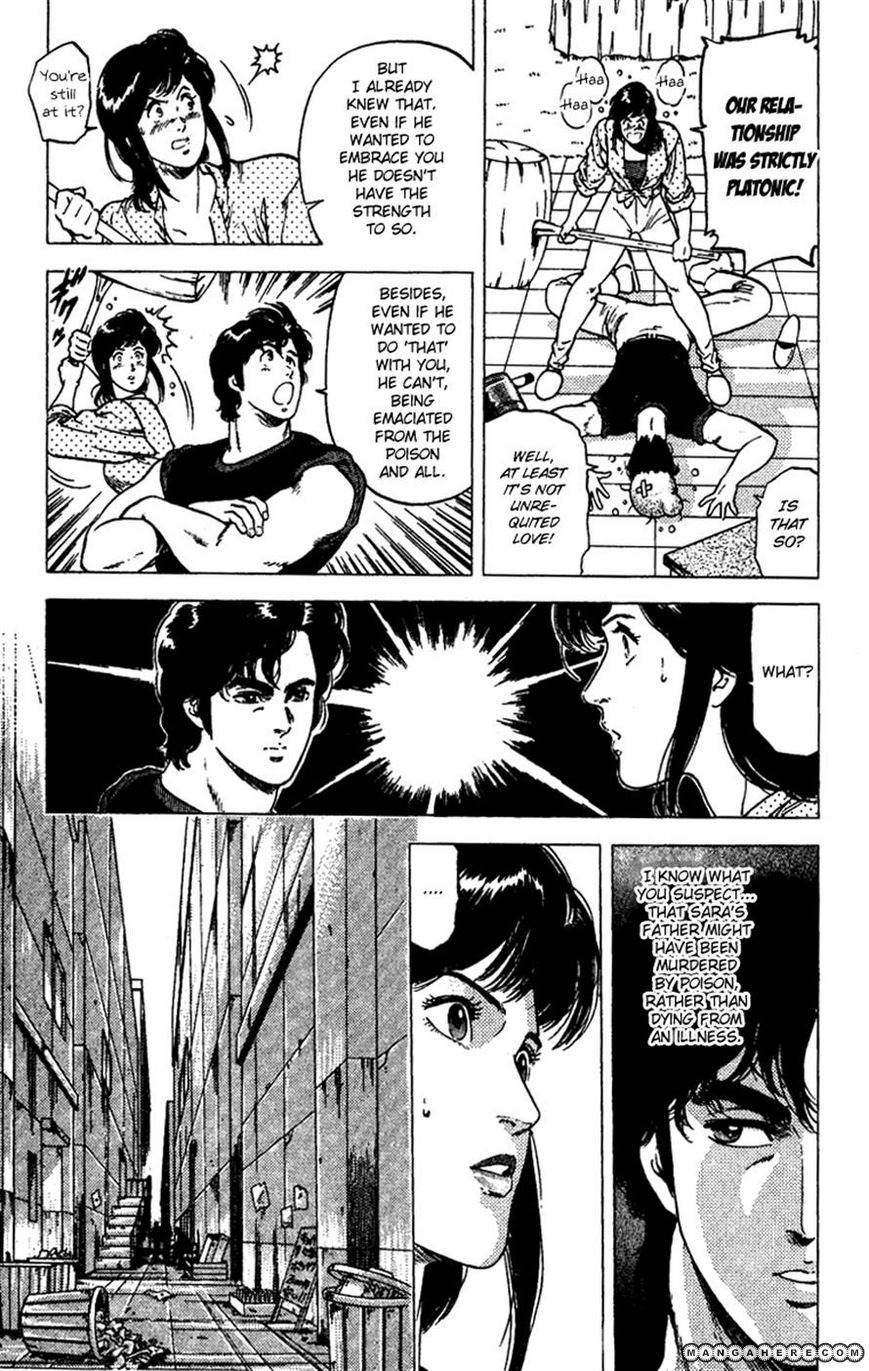 OUR RELA-
TIONSHIP
WAS STRICTLY
PLATONIC!
Haa
Haa
Haa
IS
THAT
SO?
WELL,
AT LEAST
IT'S NOT
UNRE-
QUITED
LOVE!
BUT
I ALREADY
KNEW THAT.
EVEN IF HE
WANTED TO
EMBRACE YOU
HE DOESN'T
HAVE THE
STRENGTH
TO SO.
You're
still
at it?
BESIDES,
EVEN IF HE
WANTED TO
DO 'THAT'
WITH YOU,
HE CAN'T,
BEING
EMACIATED
FROM THE
POISON
AND ALL.
WHAT?
I KNOW WHAT
YOU SUSPECT...
THAT SARA'S
FATHER MIGHT
HAVE BEEN
MURDERED
BY POISON,
RATHER THAN
DYING FROM
AN ILLNESS.
....
MANGAHERE.COM